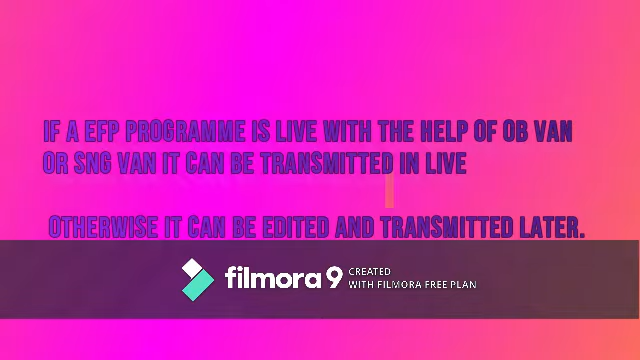 IF A EFP PROGRAMME IS LIVE WITH THE HELP OF OB VAN
OR SNG VAN IT CAN BE TRANSMITTED IN LIVE
OTHERWISE IT CAN BE EDITED AND TRANSMITTED LATER.
filmora 9 CREATED
WITH FILMORA FREE PLAN